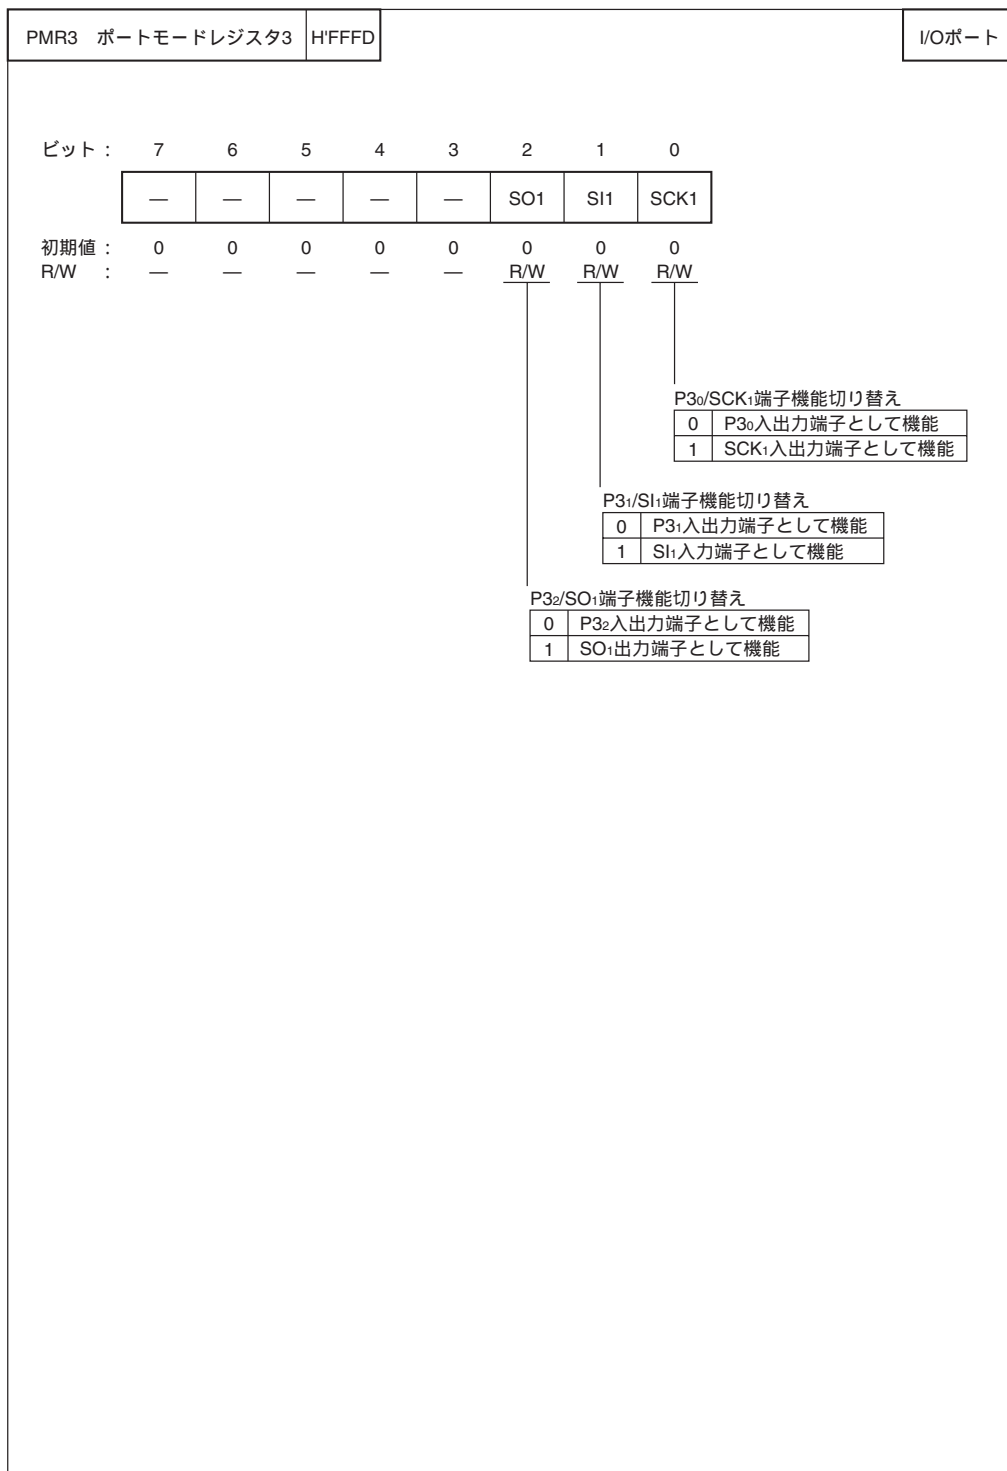 PMR3 ポートモードレジスタ3 H'FFFD I/Oポート
ビット : 7 6 5 4 3 2 1 0
— — — — — SO1 SI1 SCK1
初期値 : 0 0 0 0 0 0 0 0
R/W : — — — — — R/W R/W R/W
P3₀/SCK₁端子機能切り替え
0 P3₀入出力端子として機能
1 SCK₁入出力端子として機能
P3₁/SI₁端子機能切り替え
0 P3₁入出力端子として機能
1 SI₁入力端子として機能
P3₂/SO₁端子機能切り替え
0 P3₂入出力端子として機能
1 SO₁出力端子として機能